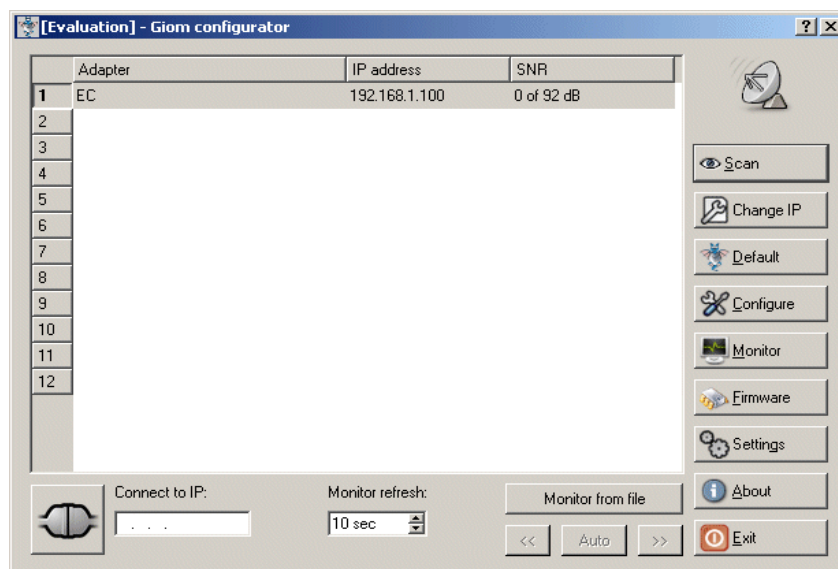 [Evaluation] - Giom configurator
Adapter IP address SNR
1 EC 192.168.1.100 0 of 92 dB
2
3
4
5
6
7
8
9
10
11
12
Scan
Change IP
Default
Configure
Monitor
Firmware
Settings
About
Exit
Connect to IP:
. . .
Monitor refresh:
10 sec
Monitor from file
<< Auto >>